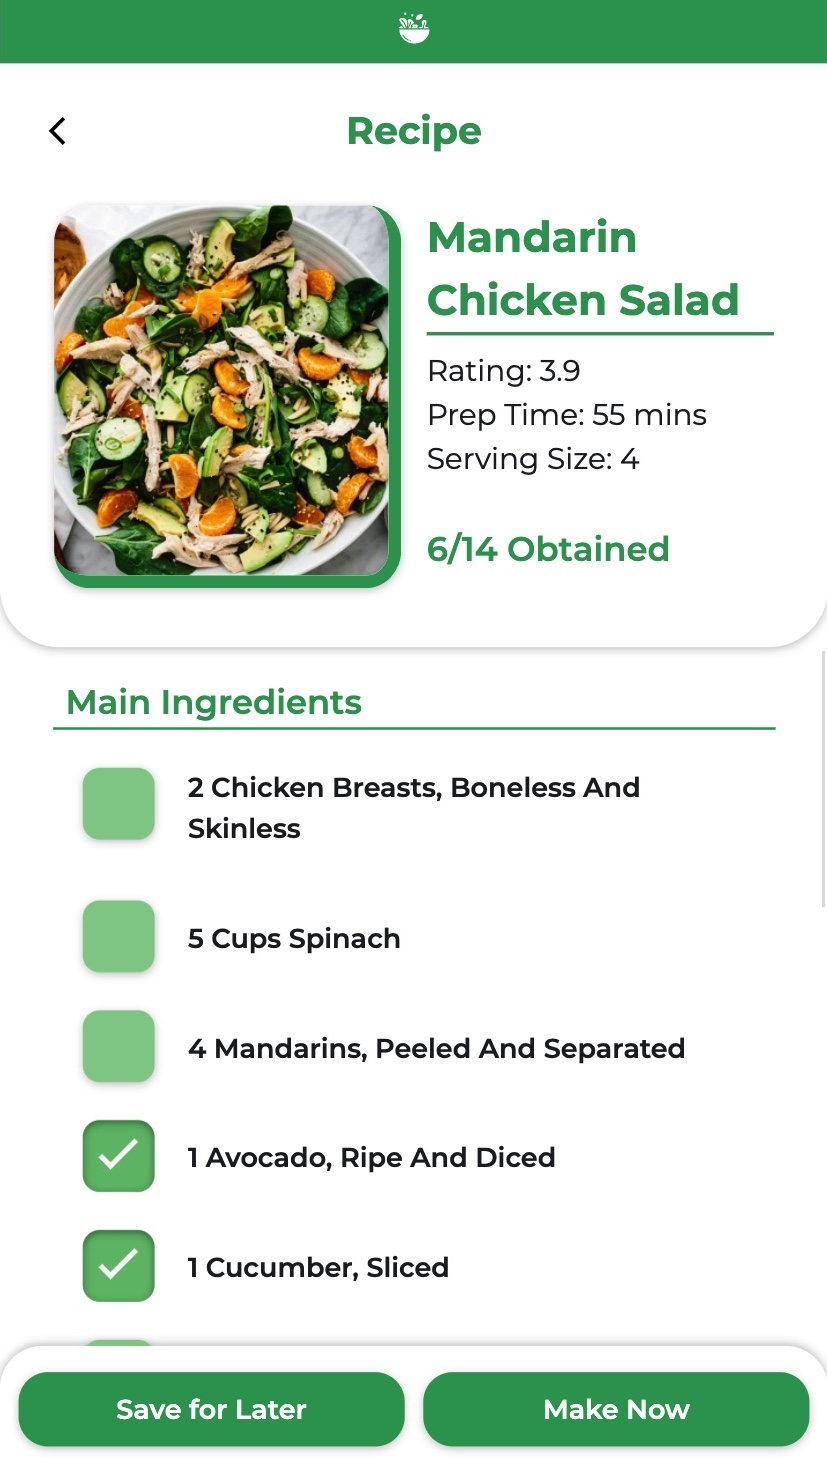 Recipe
Mandarin
Chicken Salad
Rating: 3.9
Prep Time: 55 mins
Serving Size: 4
6/14 Obtained
Main Ingredients
2 Chicken Breasts, Boneless And
Skinless
5 Cups Spinach
4 Mandarins, Peeled And Separated
1 Avocado, Ripe And Diced
1 Cucumber, Sliced
Save for Later
Make Now